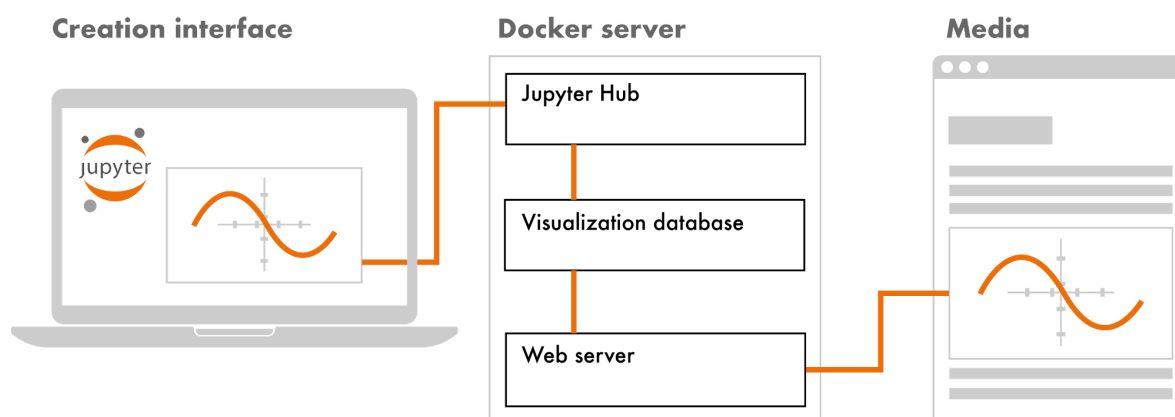 Creation interface
Docker server
Media
Jupyter Hub
jupyter
Visualization database
Web server